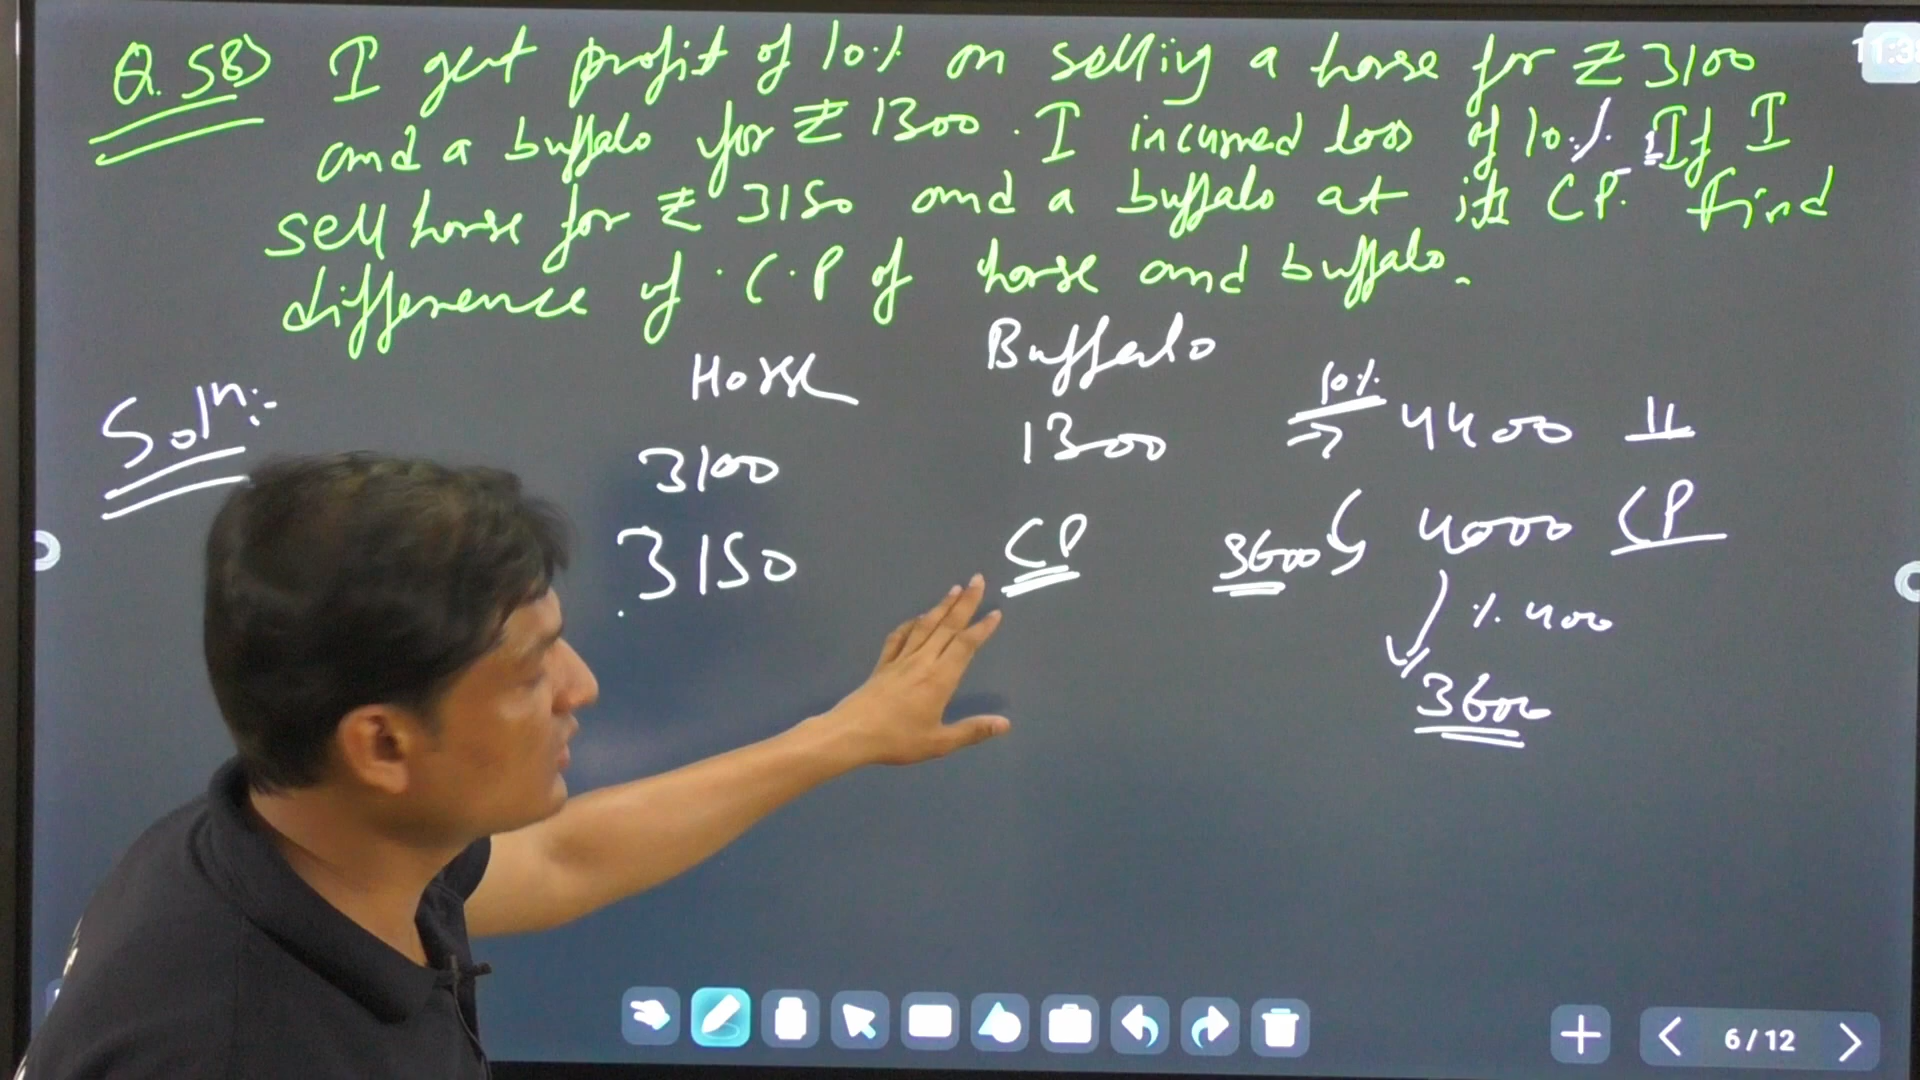 Q.58) I get profit of 10% on selling a horse for ₹ 3100
and a buffalo for ₹ 1300. I incurred loss of 10%. If I
sell horse for ₹ 3150 and a buffalo at its CP. Find
difference of C.P of horse and buffalo.
Soln:-
Horse Buffalo
3100 1300 10% ⇒ 4400 11
3150 CP 3600 4000 CP
% 400
3600
6/12